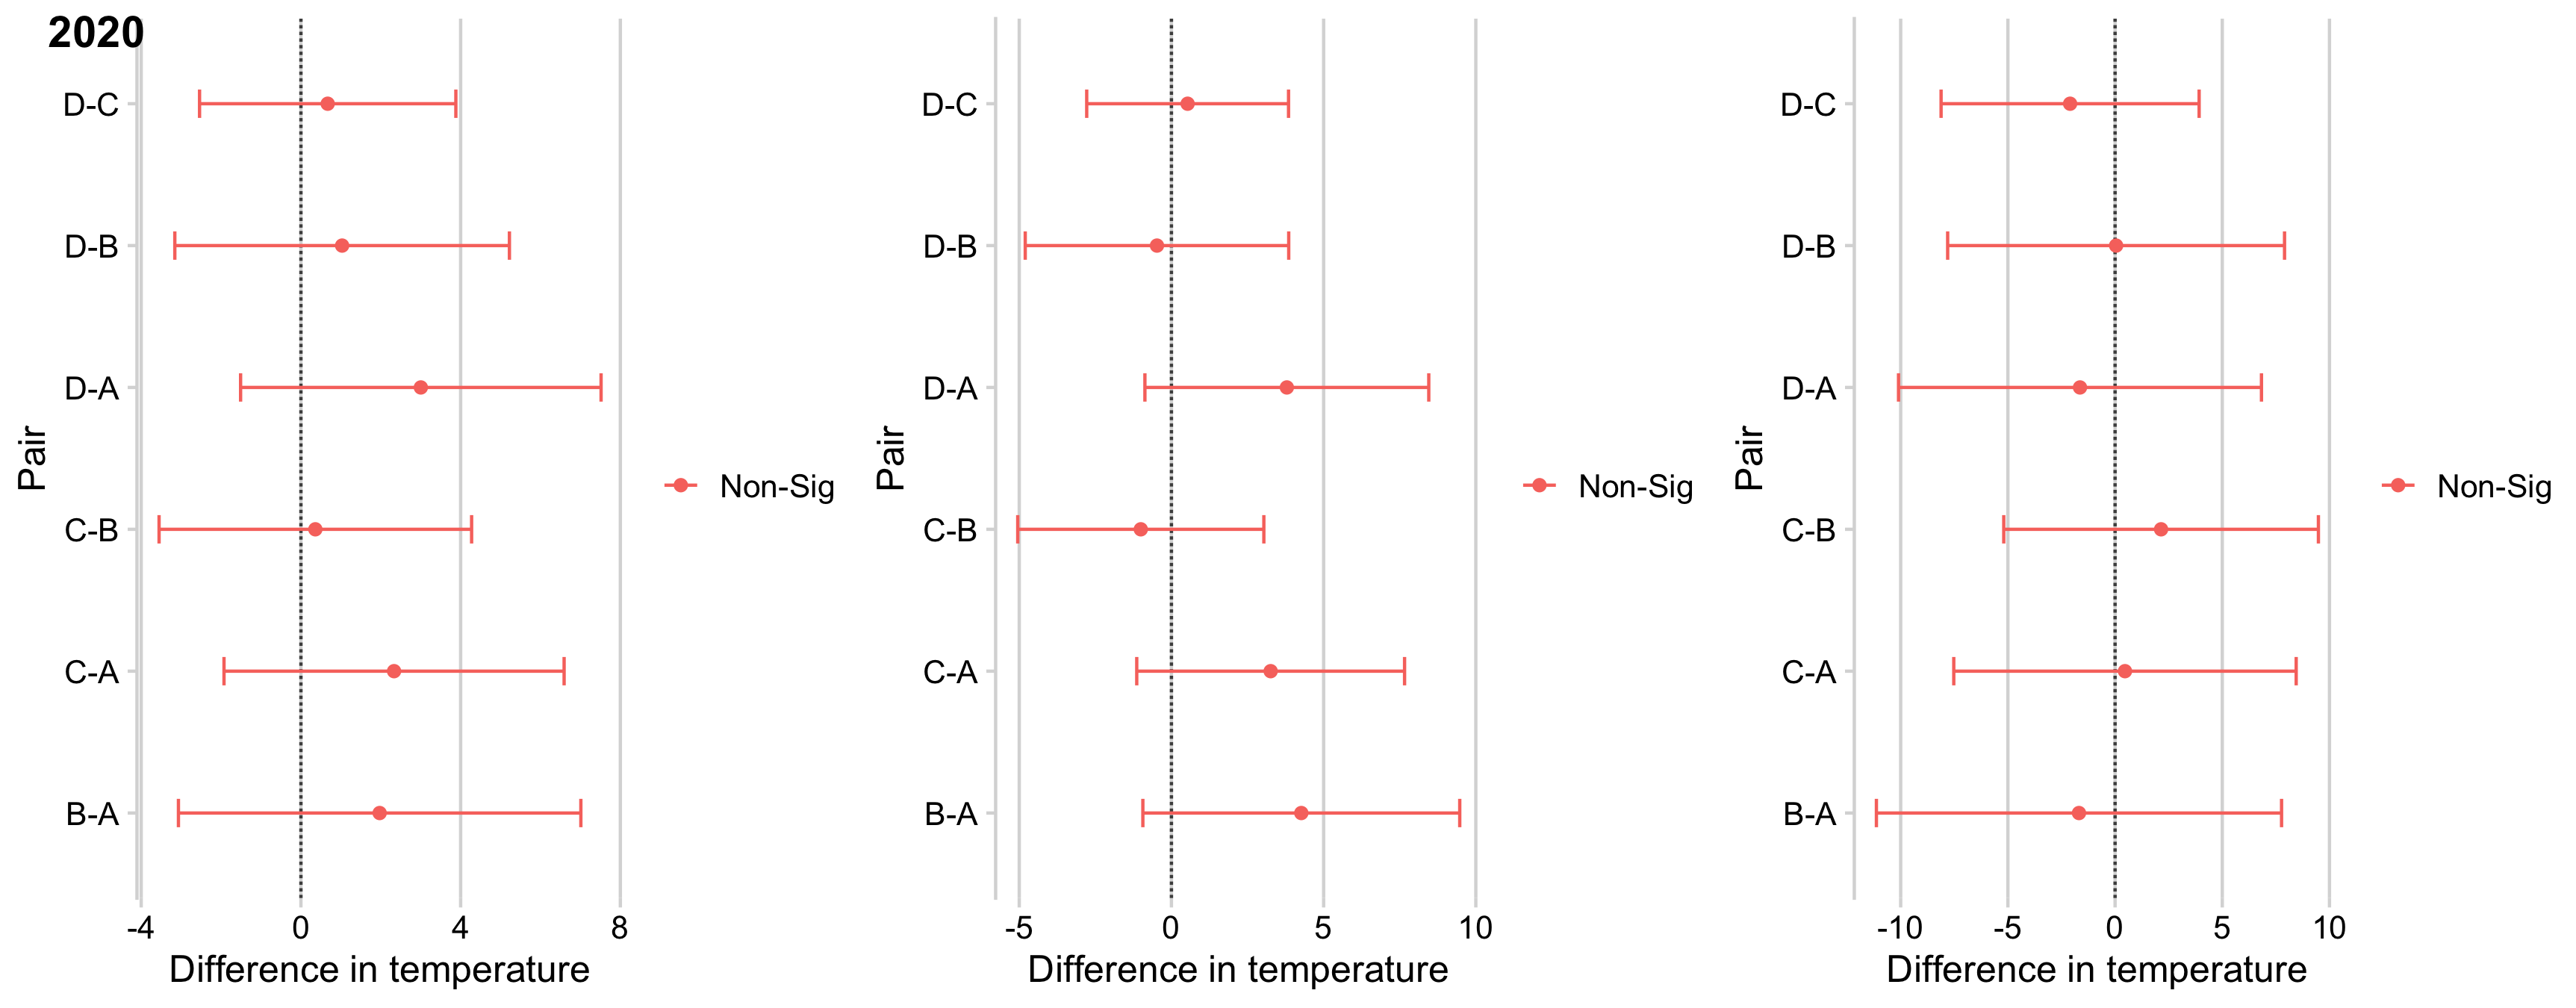 2020
Pair
D-C
D-B
D-A
C-B
C-A
B-A
-4 0 4 8
Difference in temperature
Non-Sig
Pair
D-C
D-B
D-A
C-B
C-A
B-A
-5 0 5 10
Difference in temperature
Non-Sig
Pair
D-C
D-B
D-A
C-B
C-A
B-A
-10 -5 0 5 10
Difference in temperature
Non-Sig